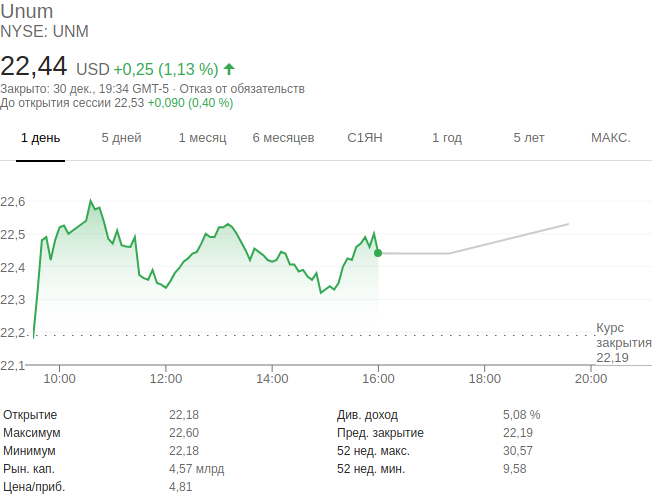 Unum
NYSE: UNM
22,44 USD +0,25 (1,13 %)
Закрыто: 30 дек., 19:34 GMT-5 · Отказ от обязательств
До открытия сессии 22,53 +0,090 (0,40 %)
1 день 5 дней 1 месяц 6 месяцев С1ЯН 1 год 5 лет МАКС.
22,6
22,5
22,4
22,3
22,2
Курс
закрытия
22,19
22,1
10:00 12:00 14:00 16:00 18:00 20:00
Открытие 22,18 Див. доход 5,08 %
Максимум 22,60 Пред. закрытие 22,19
Минимум 22,18 52 нед. макс. 30,57
Рын. кап. 4,57 млрд 52 нед. мин. 9,58
Цена/приб. 4,81